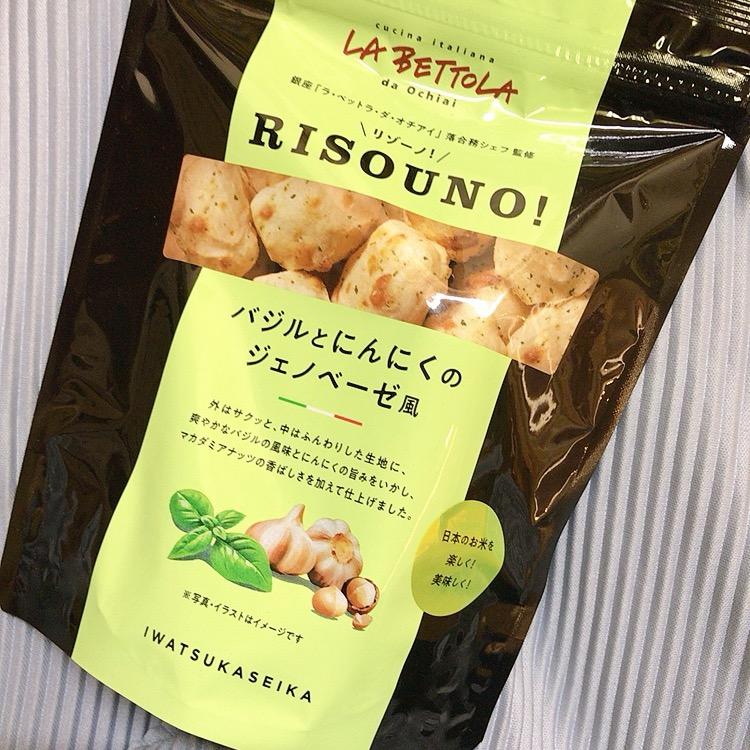 cucina italiana
LA BETTOLA
da Ochiai
銀座「ラ・ベットラ・ダ・オチアイ」落合務シェフ監修
\リゾーノ!/
RISOUNO!
バジルとにんにくの
ジェノベーゼ風
外はサクッと、中はふんわりした生地に、
爽やかなバジルの風味とにんにくの旨みをいかし、
マカダミアナッツの香ばしさを加えて仕上げました。
日本のお米を
楽しく!
美味しく!
※写真・イラストはイメージです
IWATSUKASEIKA